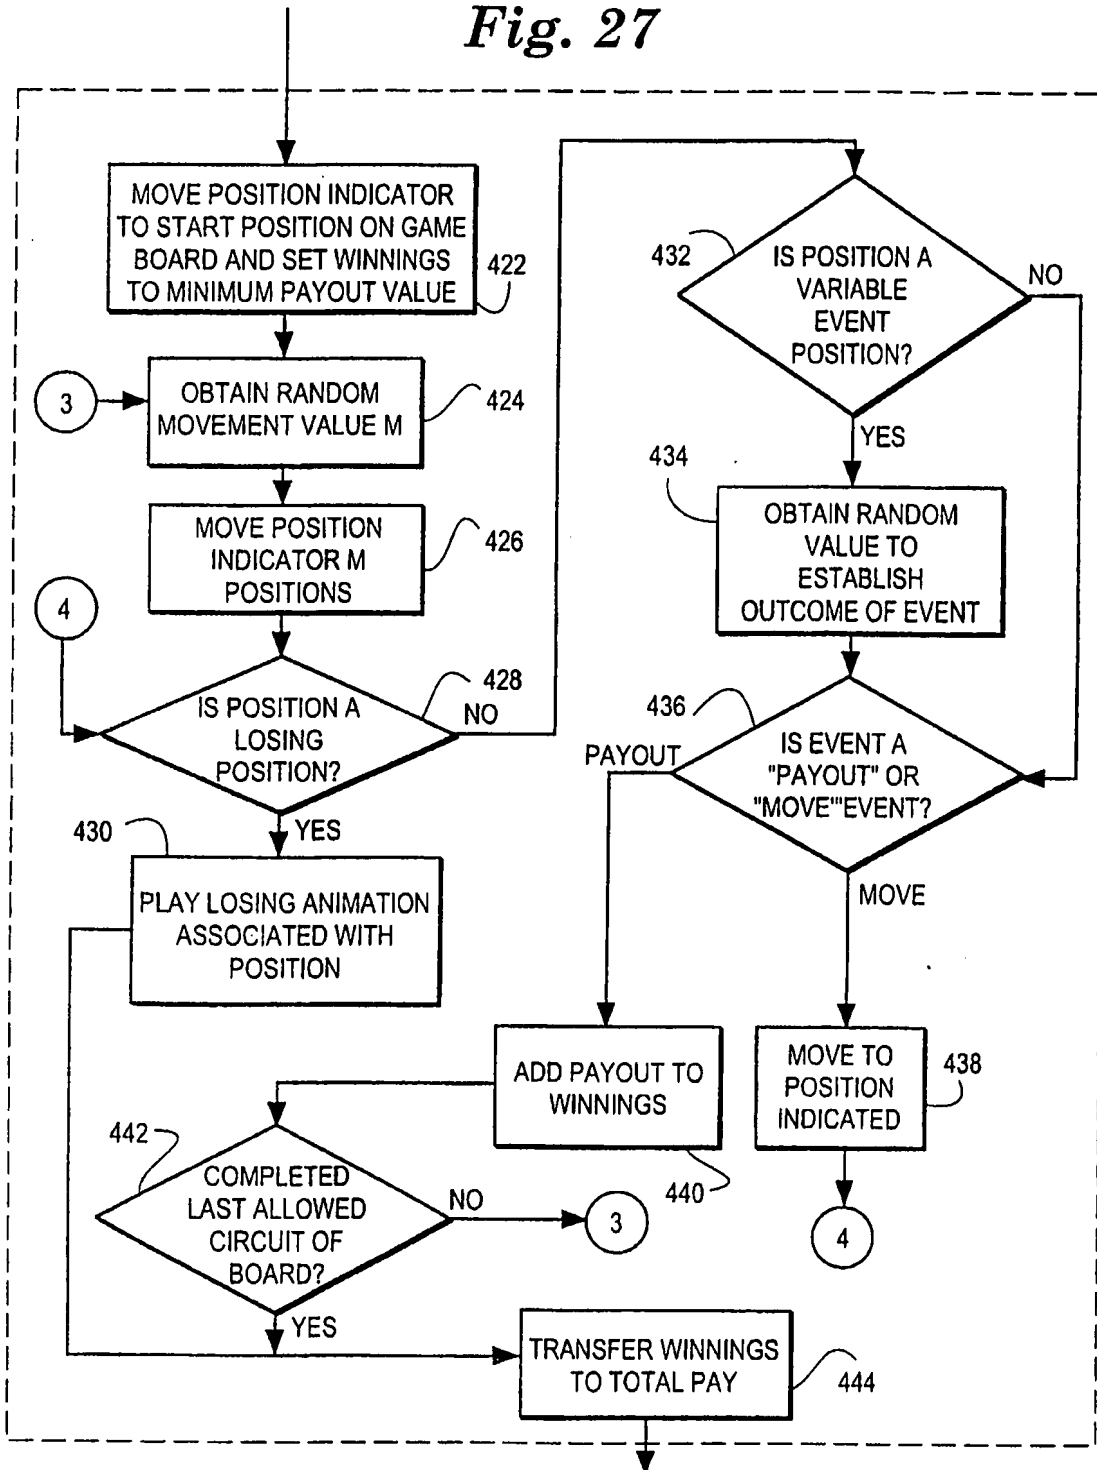 Fig. 27
MOVE POSITION INDICATOR
TO START POSITION ON GAME
BOARD AND SET WINNINGS
TO MINIMUM PAYOUT VALUE
422
3
OBTAIN RANDOM
MOVEMENT VALUE M
424
MOVE POSITION
INDICATOR M
POSITIONS
426
4
IS POSITION A
LOSING
POSITION?
428
NO
YES
430
PLAY LOSING ANIMATION
ASSOCIATED WITH
POSITION
432
IS POSITION A
VARIABLE
EVENT
POSITION?
NO
YES
434
OBTAIN RANDOM
VALUE TO
ESTABLISH
OUTCOME OF EVENT
436
IS EVENT A
"PAYOUT" OR
"MOVE'"EVENT?
PAYOUT
MOVE
ADD PAYOUT TO
WINNINGS
440
MOVE TO
POSITION
INDICATED
438
4
442
COMPLETED
LAST ALLOWED
CIRCUIT OF
BOARD?
NO
3
YES
TRANSFER WINNINGS
TO TOTAL PAY
444